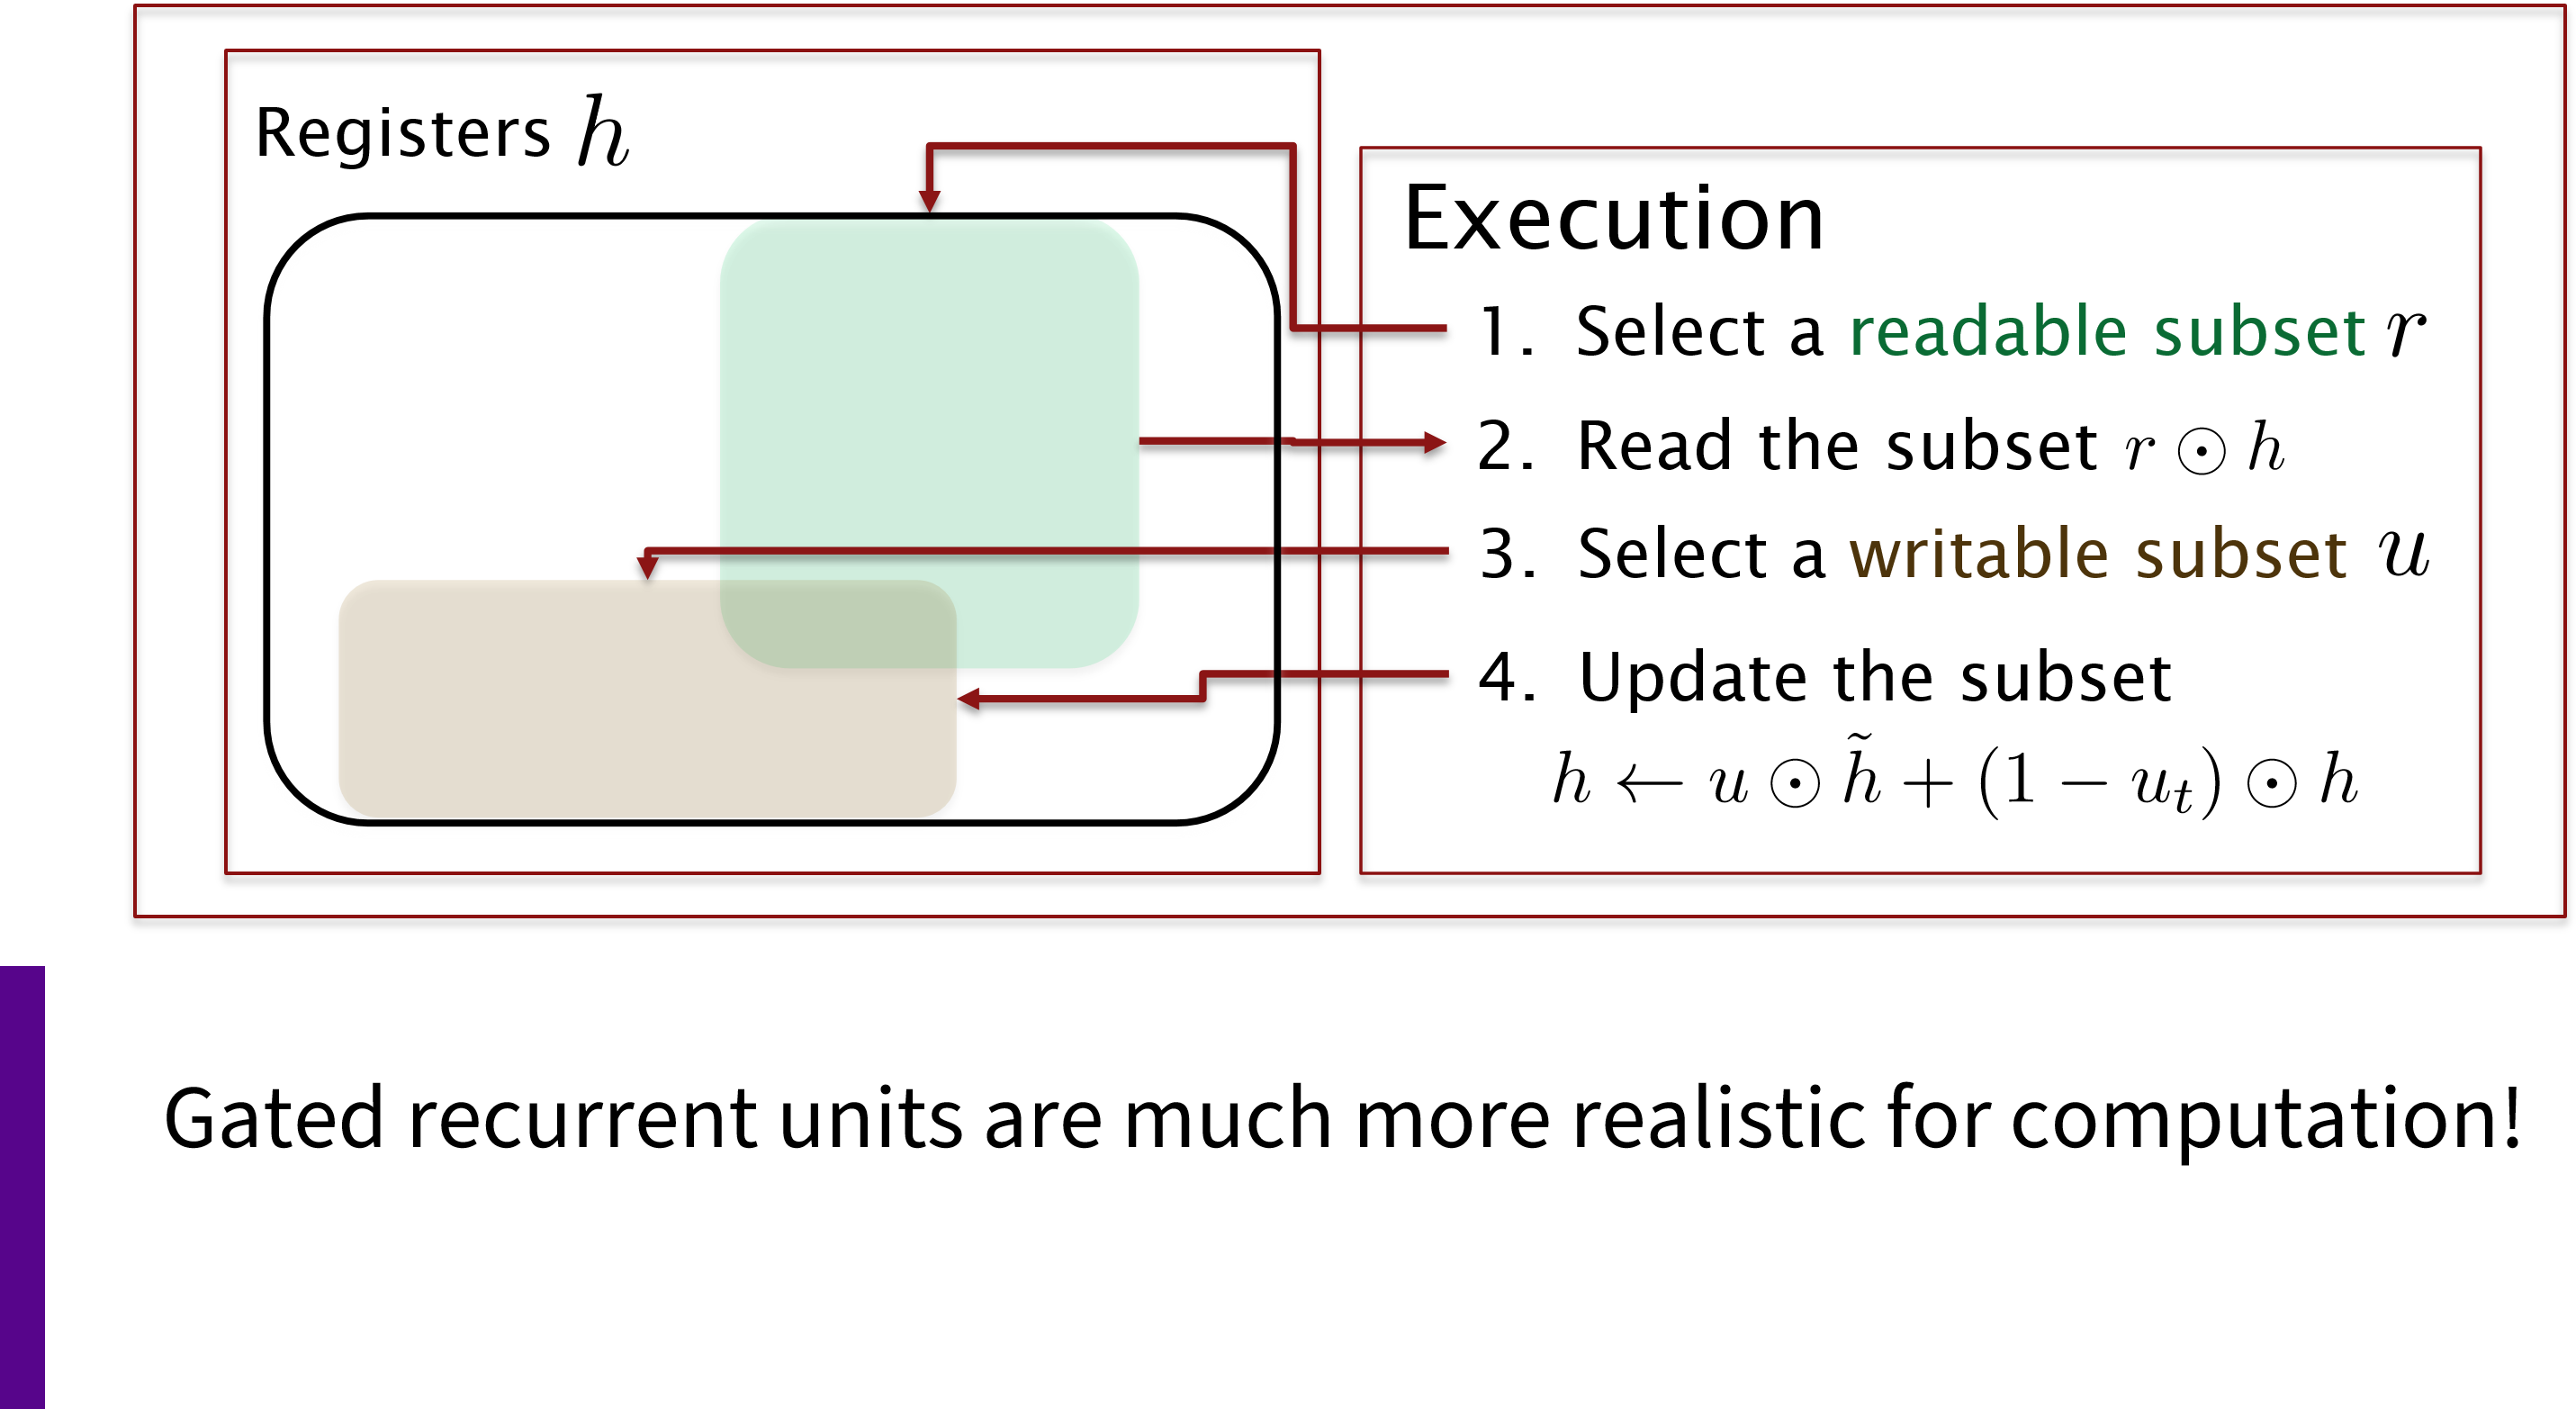 Registers h
Execution
1. Select a readable subset r
2. Read the subset r ⊙ h
3. Select a writable subset u
4. Update the subset
h ← u ⊙ h̃ + (1 − u_t) ⊙ h
Gated recurrent units are much more realistic for computation!